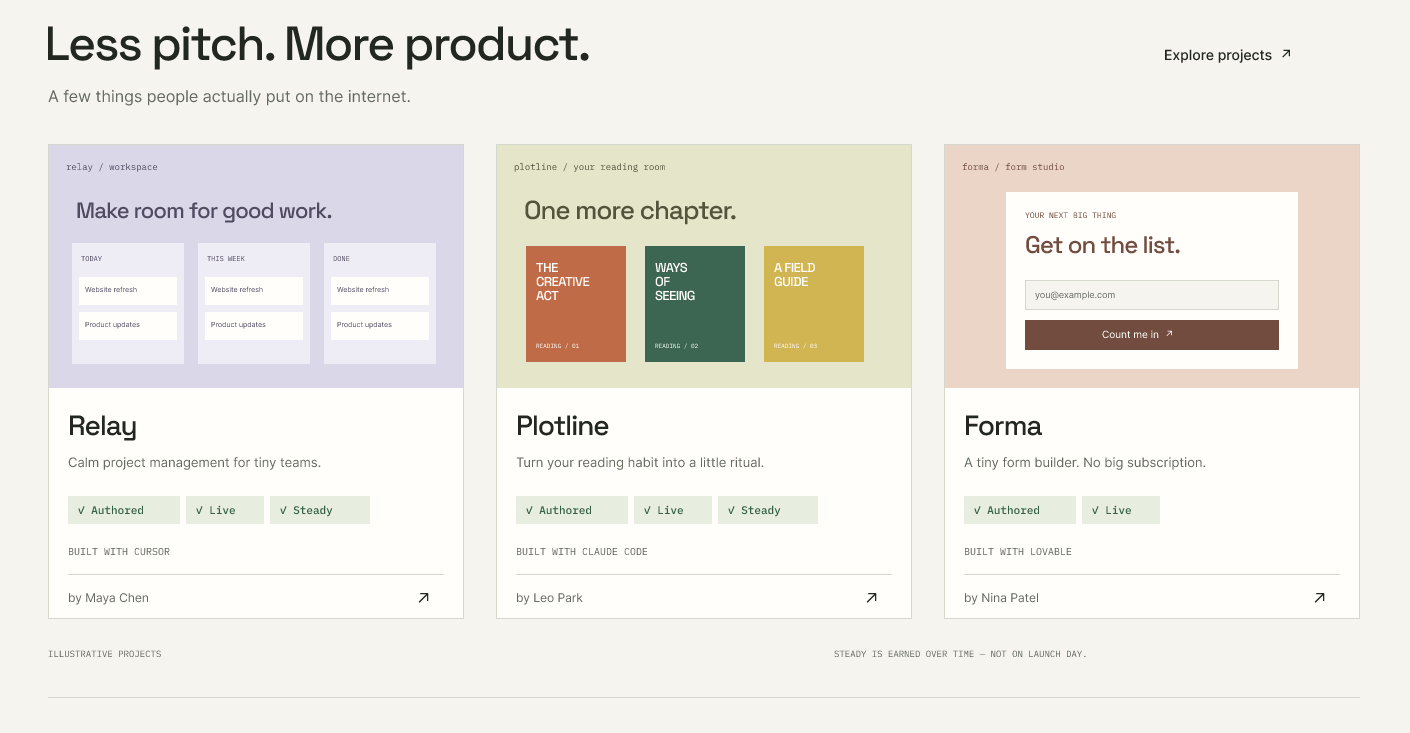 Less pitch. More product.
Explore projects ↗
A few things people actually put on the internet.
relay / workspace
Make room for good work.
TODAY
Website refresh
Product updates
THIS WEEK
Website refresh
Product updates
DONE
Website refresh
Product updates
Relay
Calm project management for tiny teams.
✓ Authored
✓ Live
✓ Steady
BUILT WITH CURSOR
by Maya Chen ↗
plotline / your reading room
One more chapter.
THE
CREATIVE
ACT
READING / 01
WAYS
OF
SEEING
READING / 02
A FIELD
GUIDE
READING / 03
Plotline
Turn your reading habit into a little ritual.
✓ Authored
✓ Live
✓ Steady
BUILT WITH CLAUDE CODE
by Leo Park ↗
forma / form studio
YOUR NEXT BIG THING
Get on the list.
you@example.com
Count me in ↗
Forma
A tiny form builder. No big subscription.
✓ Authored
✓ Live
BUILT WITH LOVABLE
by Nina Patel ↗
ILLUSTRATIVE PROJECTS
STEADY IS EARNED OVER TIME — NOT ON LAUNCH DAY.